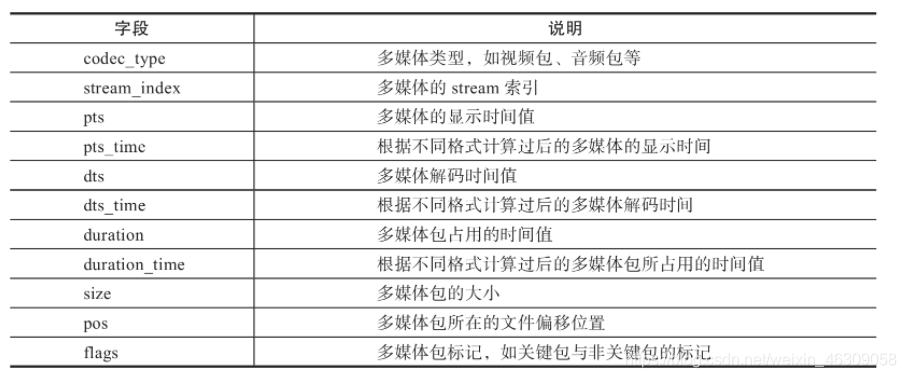 字段 说明
codec_type 多媒体类型，如视频包、音频包等
stream_index 多媒体的 stream 索引
pts 多媒体的显示时间值
pts_time 根据不同格式计算过后的多媒体的显示时间
dts 多媒体解码时间值
dts_time 根据不同格式计算过后的多媒体解码时间
duration 多媒体包占用的时间值
duration_time 根据不同格式计算过后的多媒体包所占用的时间值
size 多媒体包的大小
pos 多媒体包所在的文件偏移位置
flags 多媒体包标记，如关键包与非关键包的标记
csdn.net/weixin_46309058